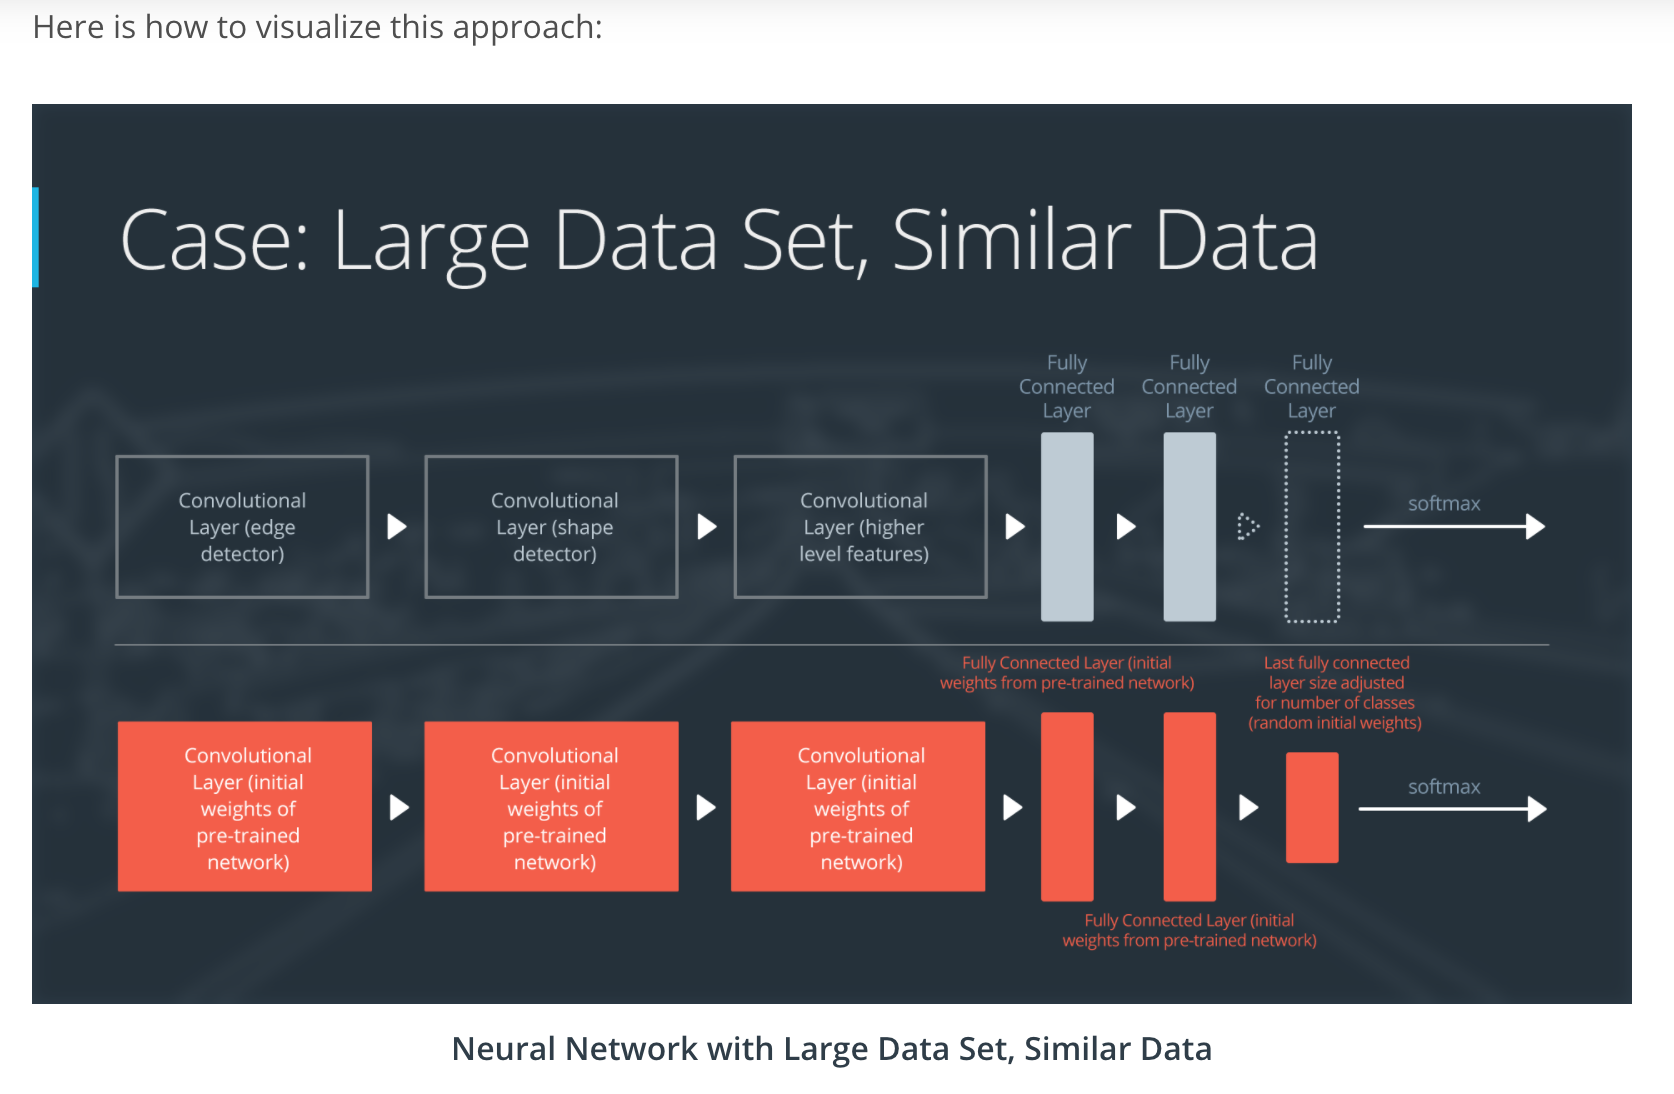 Here is how to visualize this approach:
Case: Large Data Set, Similar Data
Fully
Connected
Layer
Fully
Connected
Layer
Fully
Connected
Layer
Convolutional
Layer (edge
detector)
Convolutional
Layer (shape
detector)
Convolutional
Layer (higher
level features)
softmax
Fully Connected Layer (initial
weights from pre-trained network)
Last fully connected
layer size adjusted
for number of classes
(random initial weights)
Convolutional
Layer (initial
weights of
pre-trained
network)
Convolutional
Layer (initial
weights of
pre-trained
network)
Convolutional
Layer (initial
weights of
pre-trained
network)
softmax
Fully Connected Layer (initial
weights from pre-trained network)
Neural Network with Large Data Set, Similar Data